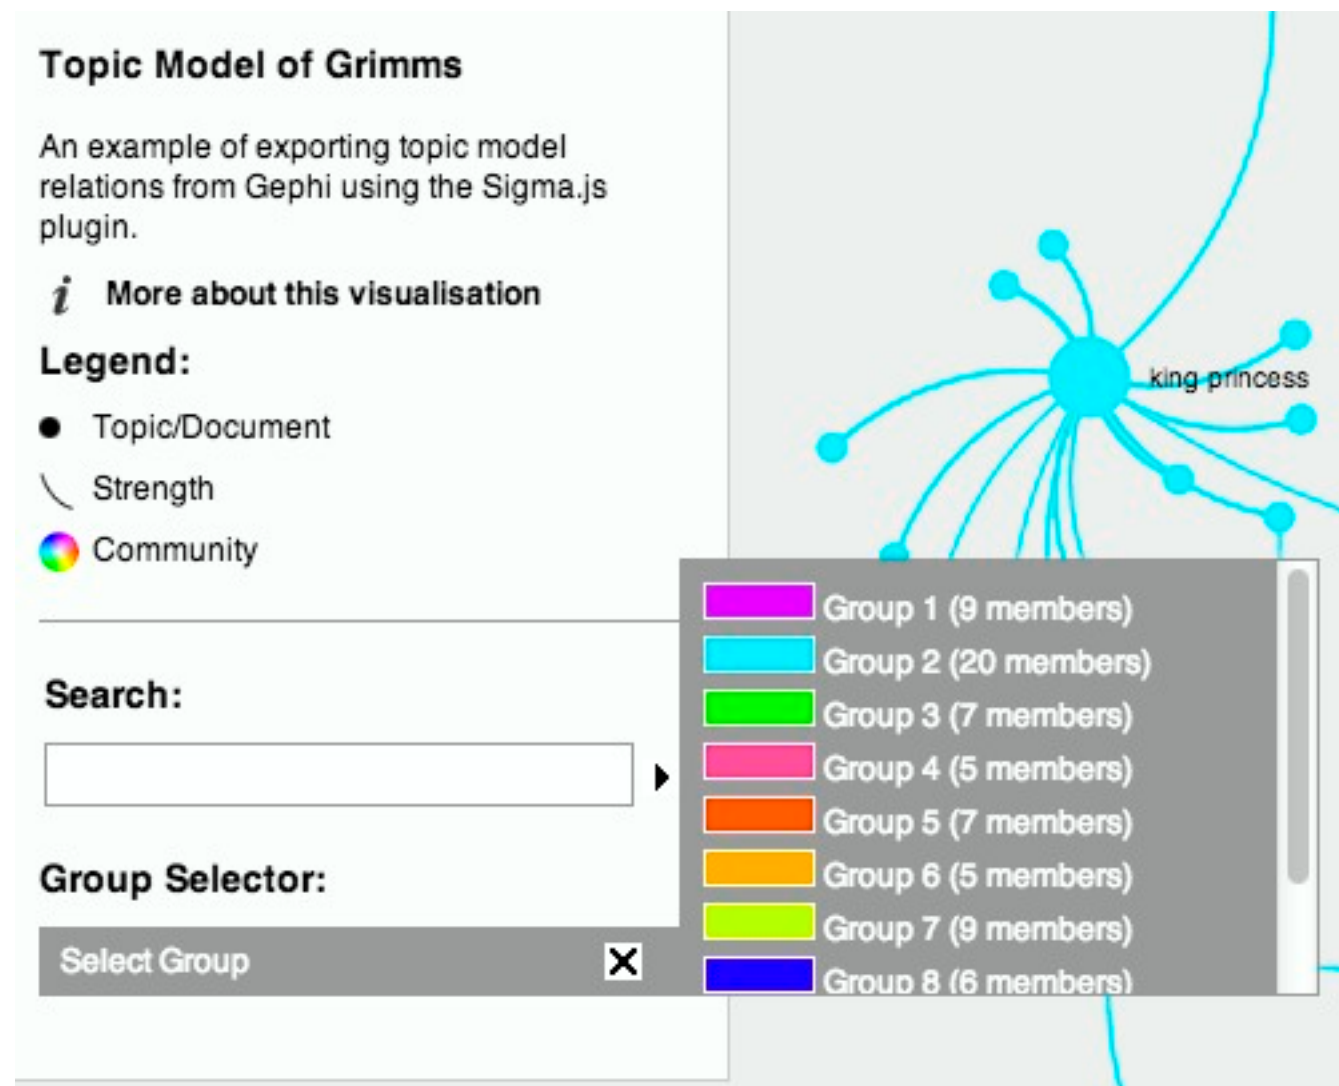 Topic Model of Grimms
An example of exporting topic model
relations from Gephi using the Sigma.js
plugin.
i More about this visualisation
Legend:
Topic/Document
Strength
Community
Search:
Group Selector:
Select Group
king princess
Group 1 (9 members)
Group 2 (20 members)
Group 3 (7 members)
Group 4 (5 members)
Group 5 (7 members)
Group 6 (5 members)
Group 7 (9 members)
Group 8 (6 members)